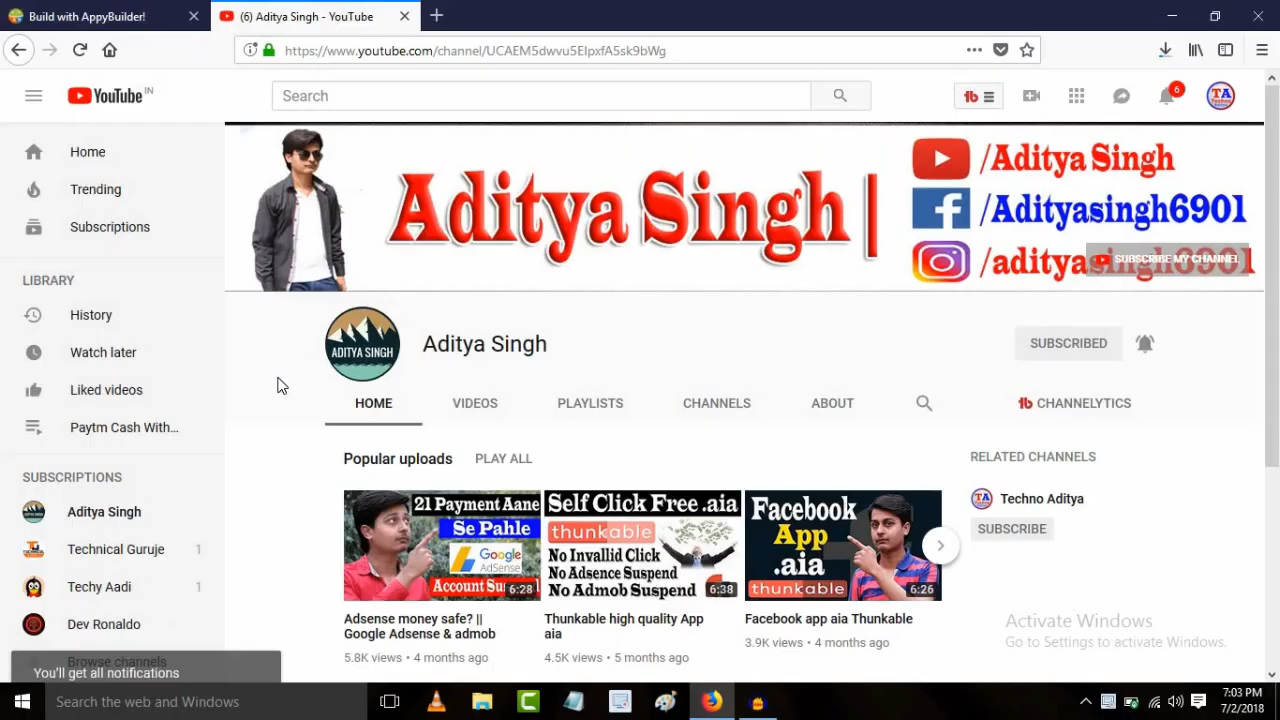 Build with AppyBuilder!
(6) Aditya Singh - YouTube
https://www.youtube.com/channel/UCAEM5dwvu5EIpxfA5sk9bWg
YouTube IN
Search
6
TA
Home
Trending
Subscriptions
LIBRARY
History
Watch later
Liked videos
Paytm Cash With...
SUBSCRIPTIONS
Aditya Singh
Technical Guruje 1
Techy Aadi 1
Dev Ronaldo
Browse channels
You'll get all notifications
Aditya Singh |
/Aditya Singh
/Adityasingh6901
/adityasingh6901
SUBSCRIBE MY CHANNEL
ADITYA SINGH
Aditya Singh
SUBSCRIBED
HOME VIDEOS PLAYLISTS CHANNELS ABOUT CHANNELYTICS
Popular uploads PLAY ALL
21 Payment Aane
Se Pahle
Google
AdSense
6:28
Self Click Free .aia
thunkable
No Invallid Click
No Adsence Suspend
No Admob Suspend
6:38
Facebook
App
.aia
thunkable
6:26
Adsense money safe? ||
Google Adsense & admob
5.8K views • 4 months ago
Thunkable high quality App
aia
4.5K views • 5 months ago
Facebook app aia Thunkable
3.9K views • 4 months ago
RELATED CHANNELS
TA
Techno Aditya
SUBSCRIBE
Activate Windows
Go to Settings to activate Windows.
Search the web and Windows
7:03 PM
7/2/2018